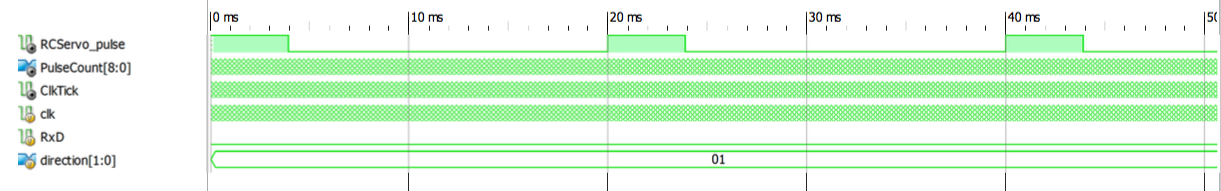 0 ms 10 ms 20 ms 30 ms 40 ms 50
RCServo_pulse
PulseCount[8:0]
ClkTick
clk
RxD
direction[1:0] 01